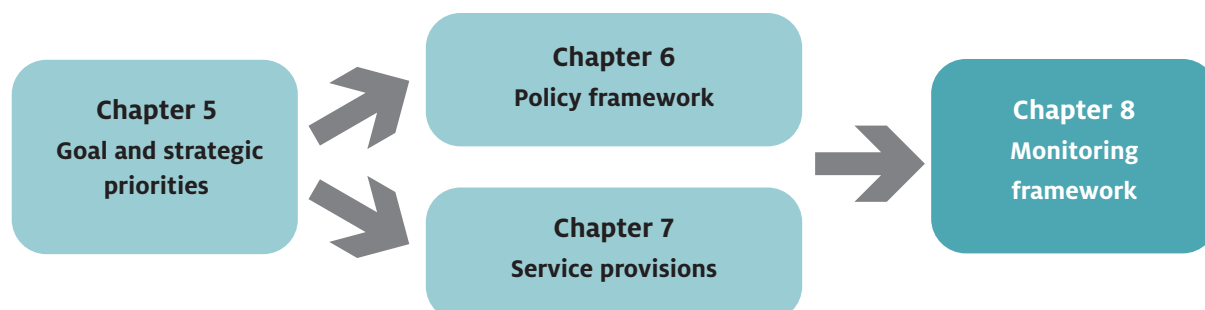 Chapter 5
Goal and strategic
priorities
Chapter 6
Policy framework
Chapter 7
Service provisions
Chapter 8
Monitoring
framework